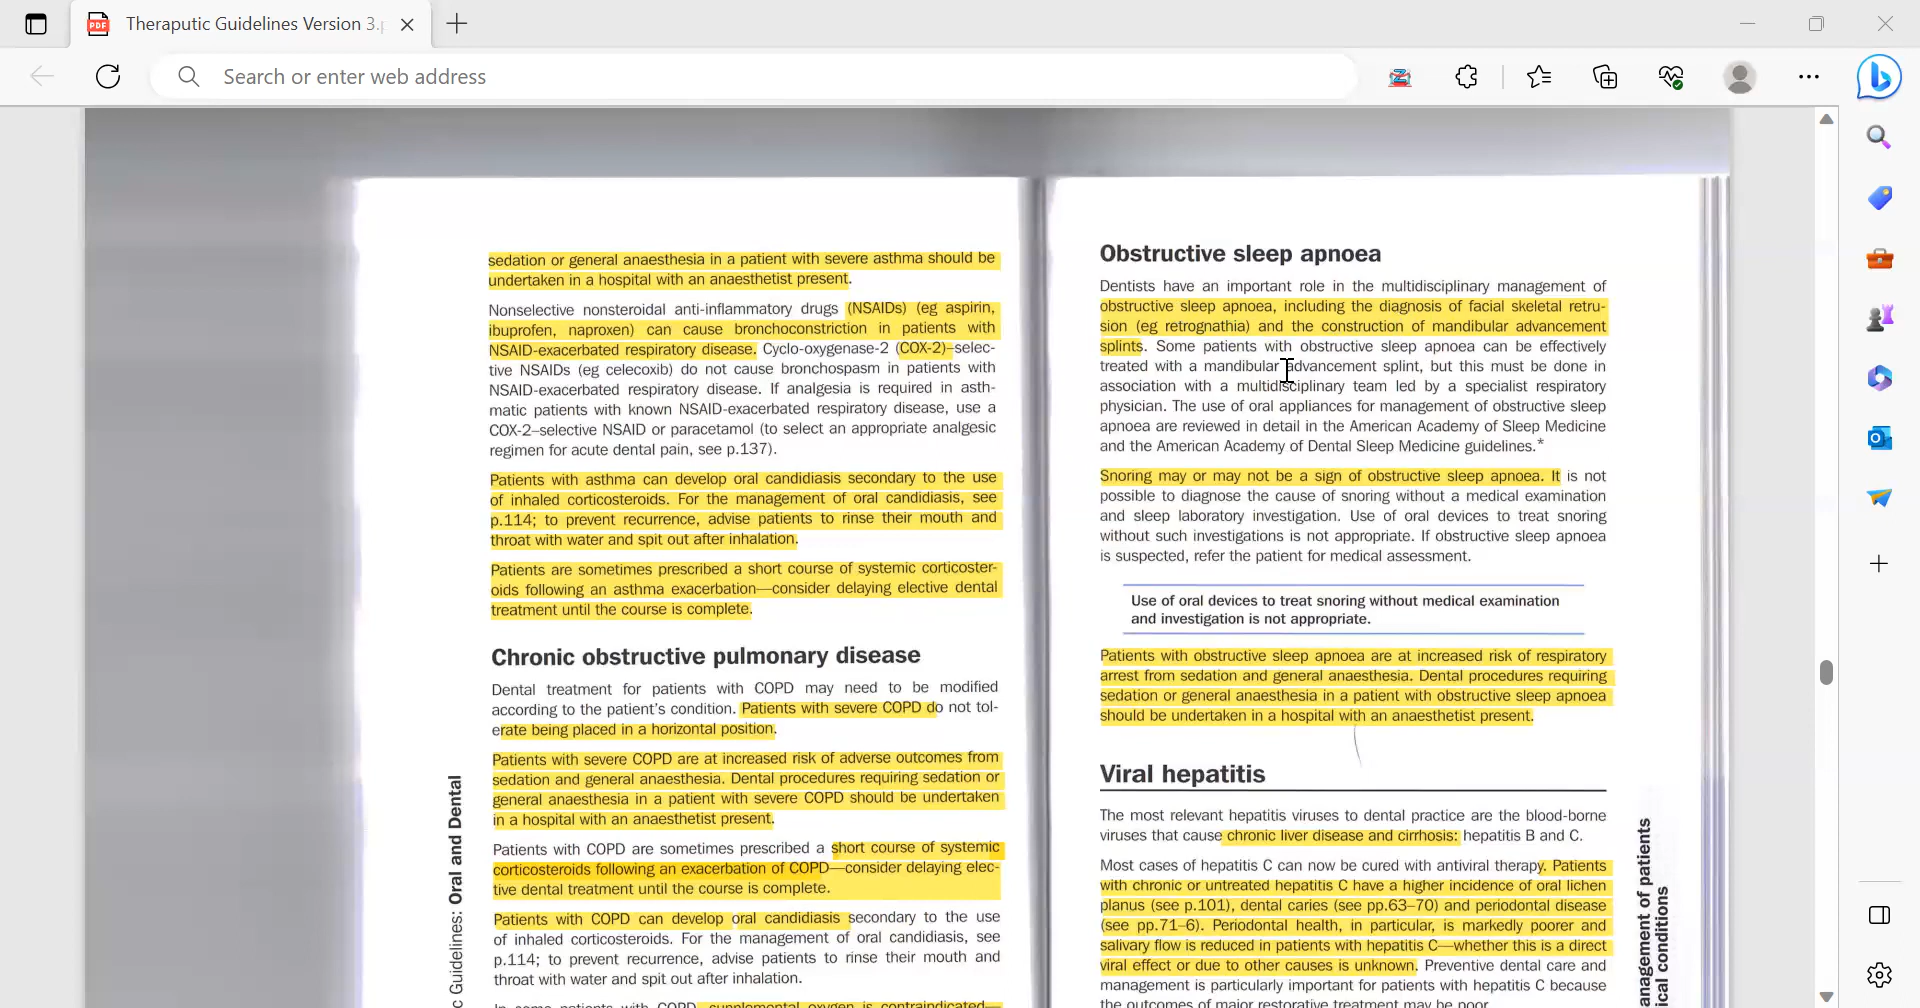 Theraputic Guidelines Version 3.
Search or enter web address
sedation or general anaesthesia in a patient with severe asthma should be
undertaken in a hospital with an anaesthetist present.
Nonselective nonsteroidal anti-inflammatory drugs (NSAIDs) (eg aspirin,
ibuprofen, naproxen) can cause bronchoconstriction in patients with
NSAID-exacerbated respiratory disease. Cyclo-oxygenase-2 (COX-2)–selec-
tive NSAIDs (eg celecoxib) do not cause bronchospasm in patients with
NSAID-exacerbated respiratory disease. If analgesia is required in asth-
matic patients with known NSAID-exacerbated respiratory disease, use a
COX-2–selective NSAID or paracetamol (to select an appropriate analgesic
regimen for acute dental pain, see p.137).
Patients with asthma can develop oral candidiasis secondary to the use
of inhaled corticosteroids. For the management of oral candidiasis, see
p.114; to prevent recurrence, advise patients to rinse their mouth and
throat with water and spit out after inhalation.
Patients are sometimes prescribed a short course of systemic corticoster-
oids following an asthma exacerbation—consider delaying elective dental
treatment until the course is complete.
Chronic obstructive pulmonary disease
Dental treatment for patients with COPD may need to be modified
according to the patient's condition. Patients with severe COPD do not tol-
erate being placed in a horizontal position.
Patients with severe COPD are at increased risk of adverse outcomes from
sedation and general anaesthesia. Dental procedures requiring sedation or
general anaesthesia in a patient with severe COPD should be undertaken
in a hospital with an anaesthetist present.
Patients with COPD are sometimes prescribed a short course of systemic
corticosteroids following an exacerbation of COPD—consider delaying elec-
tive dental treatment until the course is complete.
Patients with COPD can develop oral candidiasis secondary to the use
of inhaled corticosteroids. For the management of oral candidiasis, see
p.114; to prevent recurrence, advise patients to rinse their mouth and
throat with water and spit out after inhalation.
In some patients with COPD, supplemental oxygen is contraindicated—
c Guidelines: Oral and Dental
Obstructive sleep apnoea
Dentists have an important role in the multidisciplinary management of
obstructive sleep apnoea, including the diagnosis of facial skeletal retru-
sion (eg retrognathia) and the construction of mandibular advancement
splints. Some patients with obstructive sleep apnoea can be effectively
treated with a mandibular advancement splint, but this must be done in
association with a multidisciplinary team led by a specialist respiratory
physician. The use of oral appliances for management of obstructive sleep
apnoea are reviewed in detail in the American Academy of Sleep Medicine
and the American Academy of Dental Sleep Medicine guidelines.*
Snoring may or may not be a sign of obstructive sleep apnoea. It is not
possible to diagnose the cause of snoring without a medical examination
and sleep laboratory investigation. Use of oral devices to treat snoring
without such investigations is not appropriate. If obstructive sleep apnoea
is suspected, refer the patient for medical assessment.
Use of oral devices to treat snoring without medical examination
and investigation is not appropriate.
Patients with obstructive sleep apnoea are at increased risk of respiratory
arrest from sedation and general anaesthesia. Dental procedures requiring
sedation or general anaesthesia in a patient with obstructive sleep apnoea
should be undertaken in a hospital with an anaesthetist present.
Viral hepatitis
The most relevant hepatitis viruses to dental practice are the blood-borne
viruses that cause chronic liver disease and cirrhosis: hepatitis B and C.
Most cases of hepatitis C can now be cured with antiviral therapy. Patients
with chronic or untreated hepatitis C have a higher incidence of oral lichen
planus (see p.101), dental caries (see pp.63–70) and periodontal disease
(see pp.71–6). Periodontal health, in particular, is markedly poorer and
salivary flow is reduced in patients with hepatitis C—whether this is a direct
viral effect or due to other causes is unknown. Preventive dental care and
management is particularly important for patients with hepatitis C because
the outcomes of major restorative treatment may be poor.
anagement of patients
ical conditions